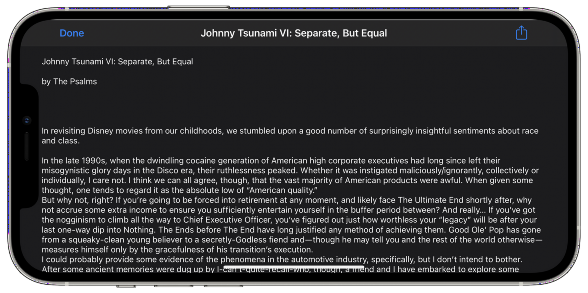 Done
Johnny Tsunami VI: Separate, But Equal
Johnny Tsunami VI: Separate, But Equal
by The Psalms
In revisiting Disney movies from our childhoods, we stumbled upon a good number of surprisingly insightful sentiments about race
and class.
In the late 1990s, when the dwindling cocaine generation of American high corporate executives had long since left their
misogynistic glory days in the Disco era, their ruthlessness peaked. Whether it was instigated maliciously/ignorantly, collectively or
individually, I care not. I think we can all agree, though, that the vast majority of American products were awful. When given some
thought, one tends to regard it as the absolute low of “American quality.”
But why not, right? If you're going to be forced into retirement at any moment, and likely face The Ultimate End shortly after, why
not accrue some extra income to ensure you sufficiently entertain yourself in the buffer period between? And really... If you've got
the nogginism to climb all the way to Chief Executive Officer, you've figured out just how worthless your “legacy” will be after your
last one-way dip into Nothing. The Ends before The End have long justified any method of achieving them. Good Ole' Pop has gone
from a squeaky-clean young believer to a secretly-Godless fiend and—though he may tell you and the rest of the world otherwise—
measures himself only by the gracefulness of his transition's execution.
I could probably provide some evidence of the phenomena in the automotive industry, specifically, but I don't intend to bother.
After some ancient memories were dug up by I-can't-quite-recall-who, though, a friend and I have embarked to explore some